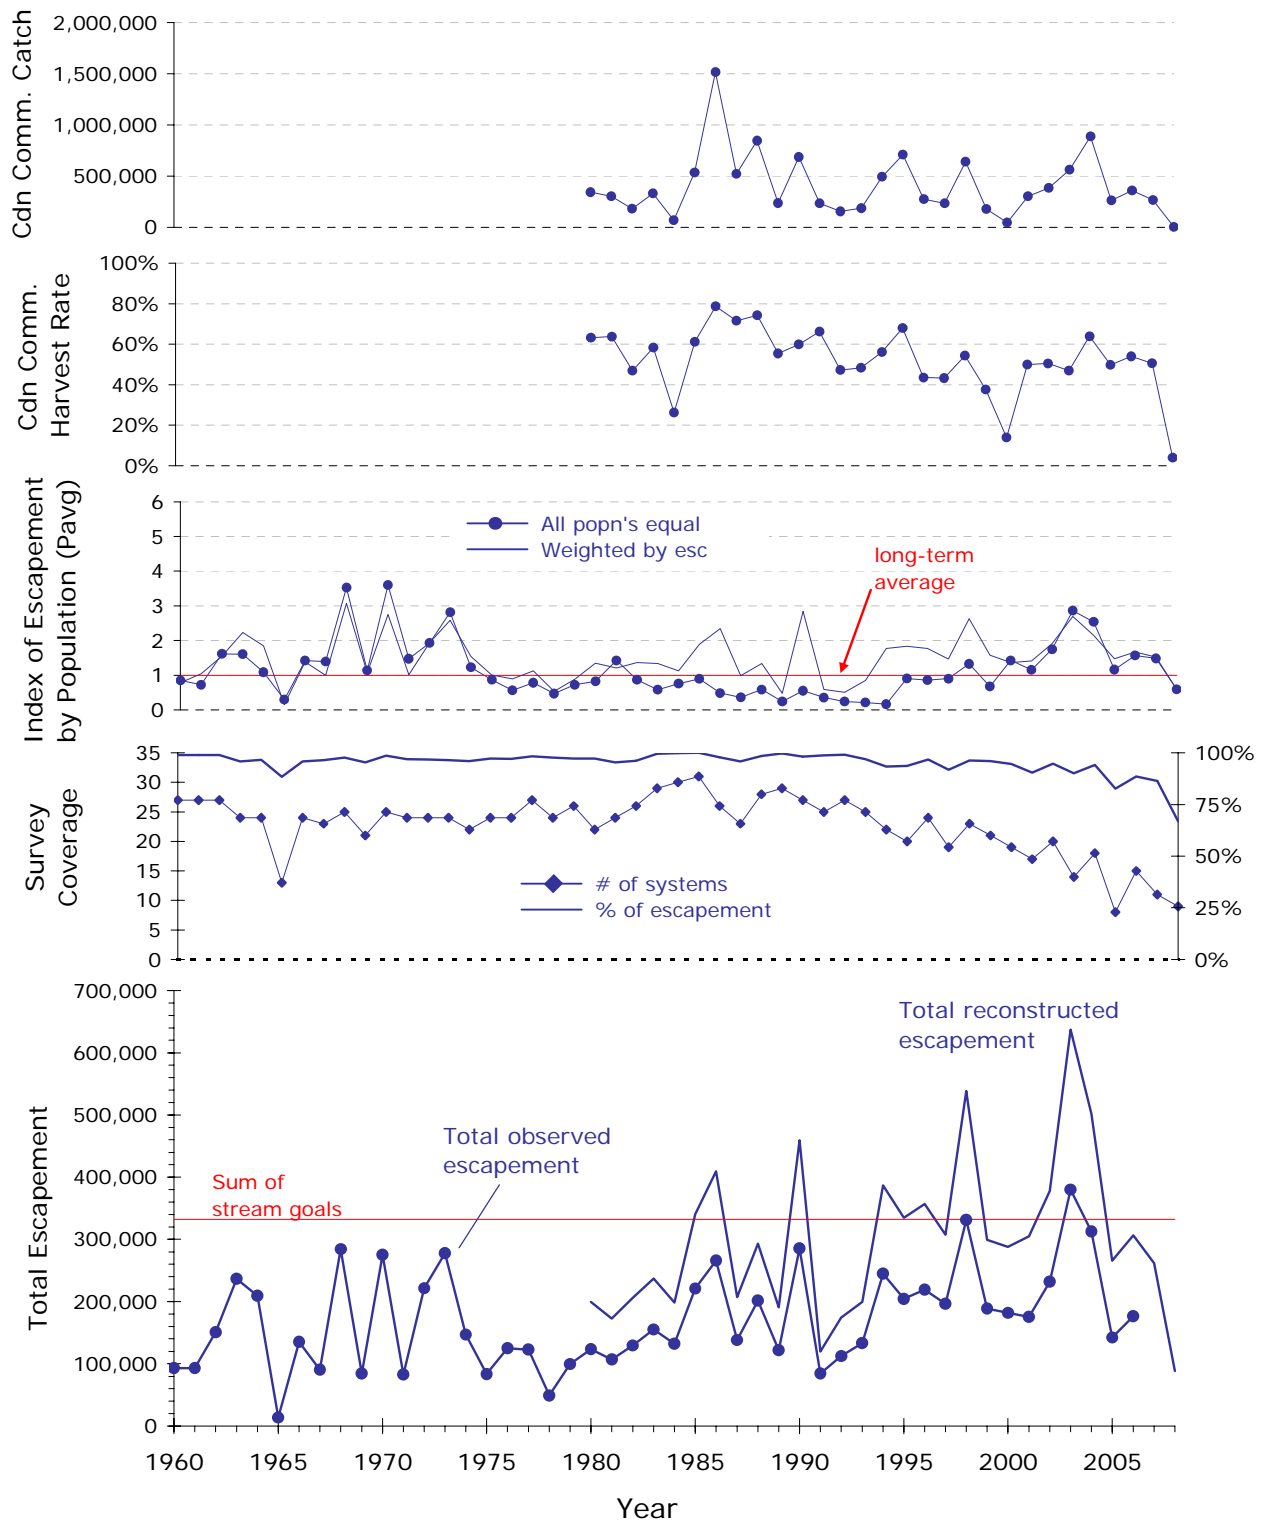 Cdn Comm. Catch
2,000,000
1,500,000
1,000,000
500,000
0
Cdn Comm.
Harvest Rate
100%
80%
60%
40%
20%
0%
Index of Escapement
by Population (Pavg)
6
5
4
3
2
1
0
All popn's equal
Weighted by esc
long-term
average
Survey
Coverage
35
30
25
20
15
10
5
0
100%
75%
50%
25%
0%
# of systems
% of escapement
Total Escapement
700,000
600,000
500,000
400,000
300,000
200,000
100,000
0
Total reconstructed
escapement
Total observed
escapement
Sum of
stream goals
1960 1965 1970 1975 1980 1985 1990 1995 2000 2005
Year